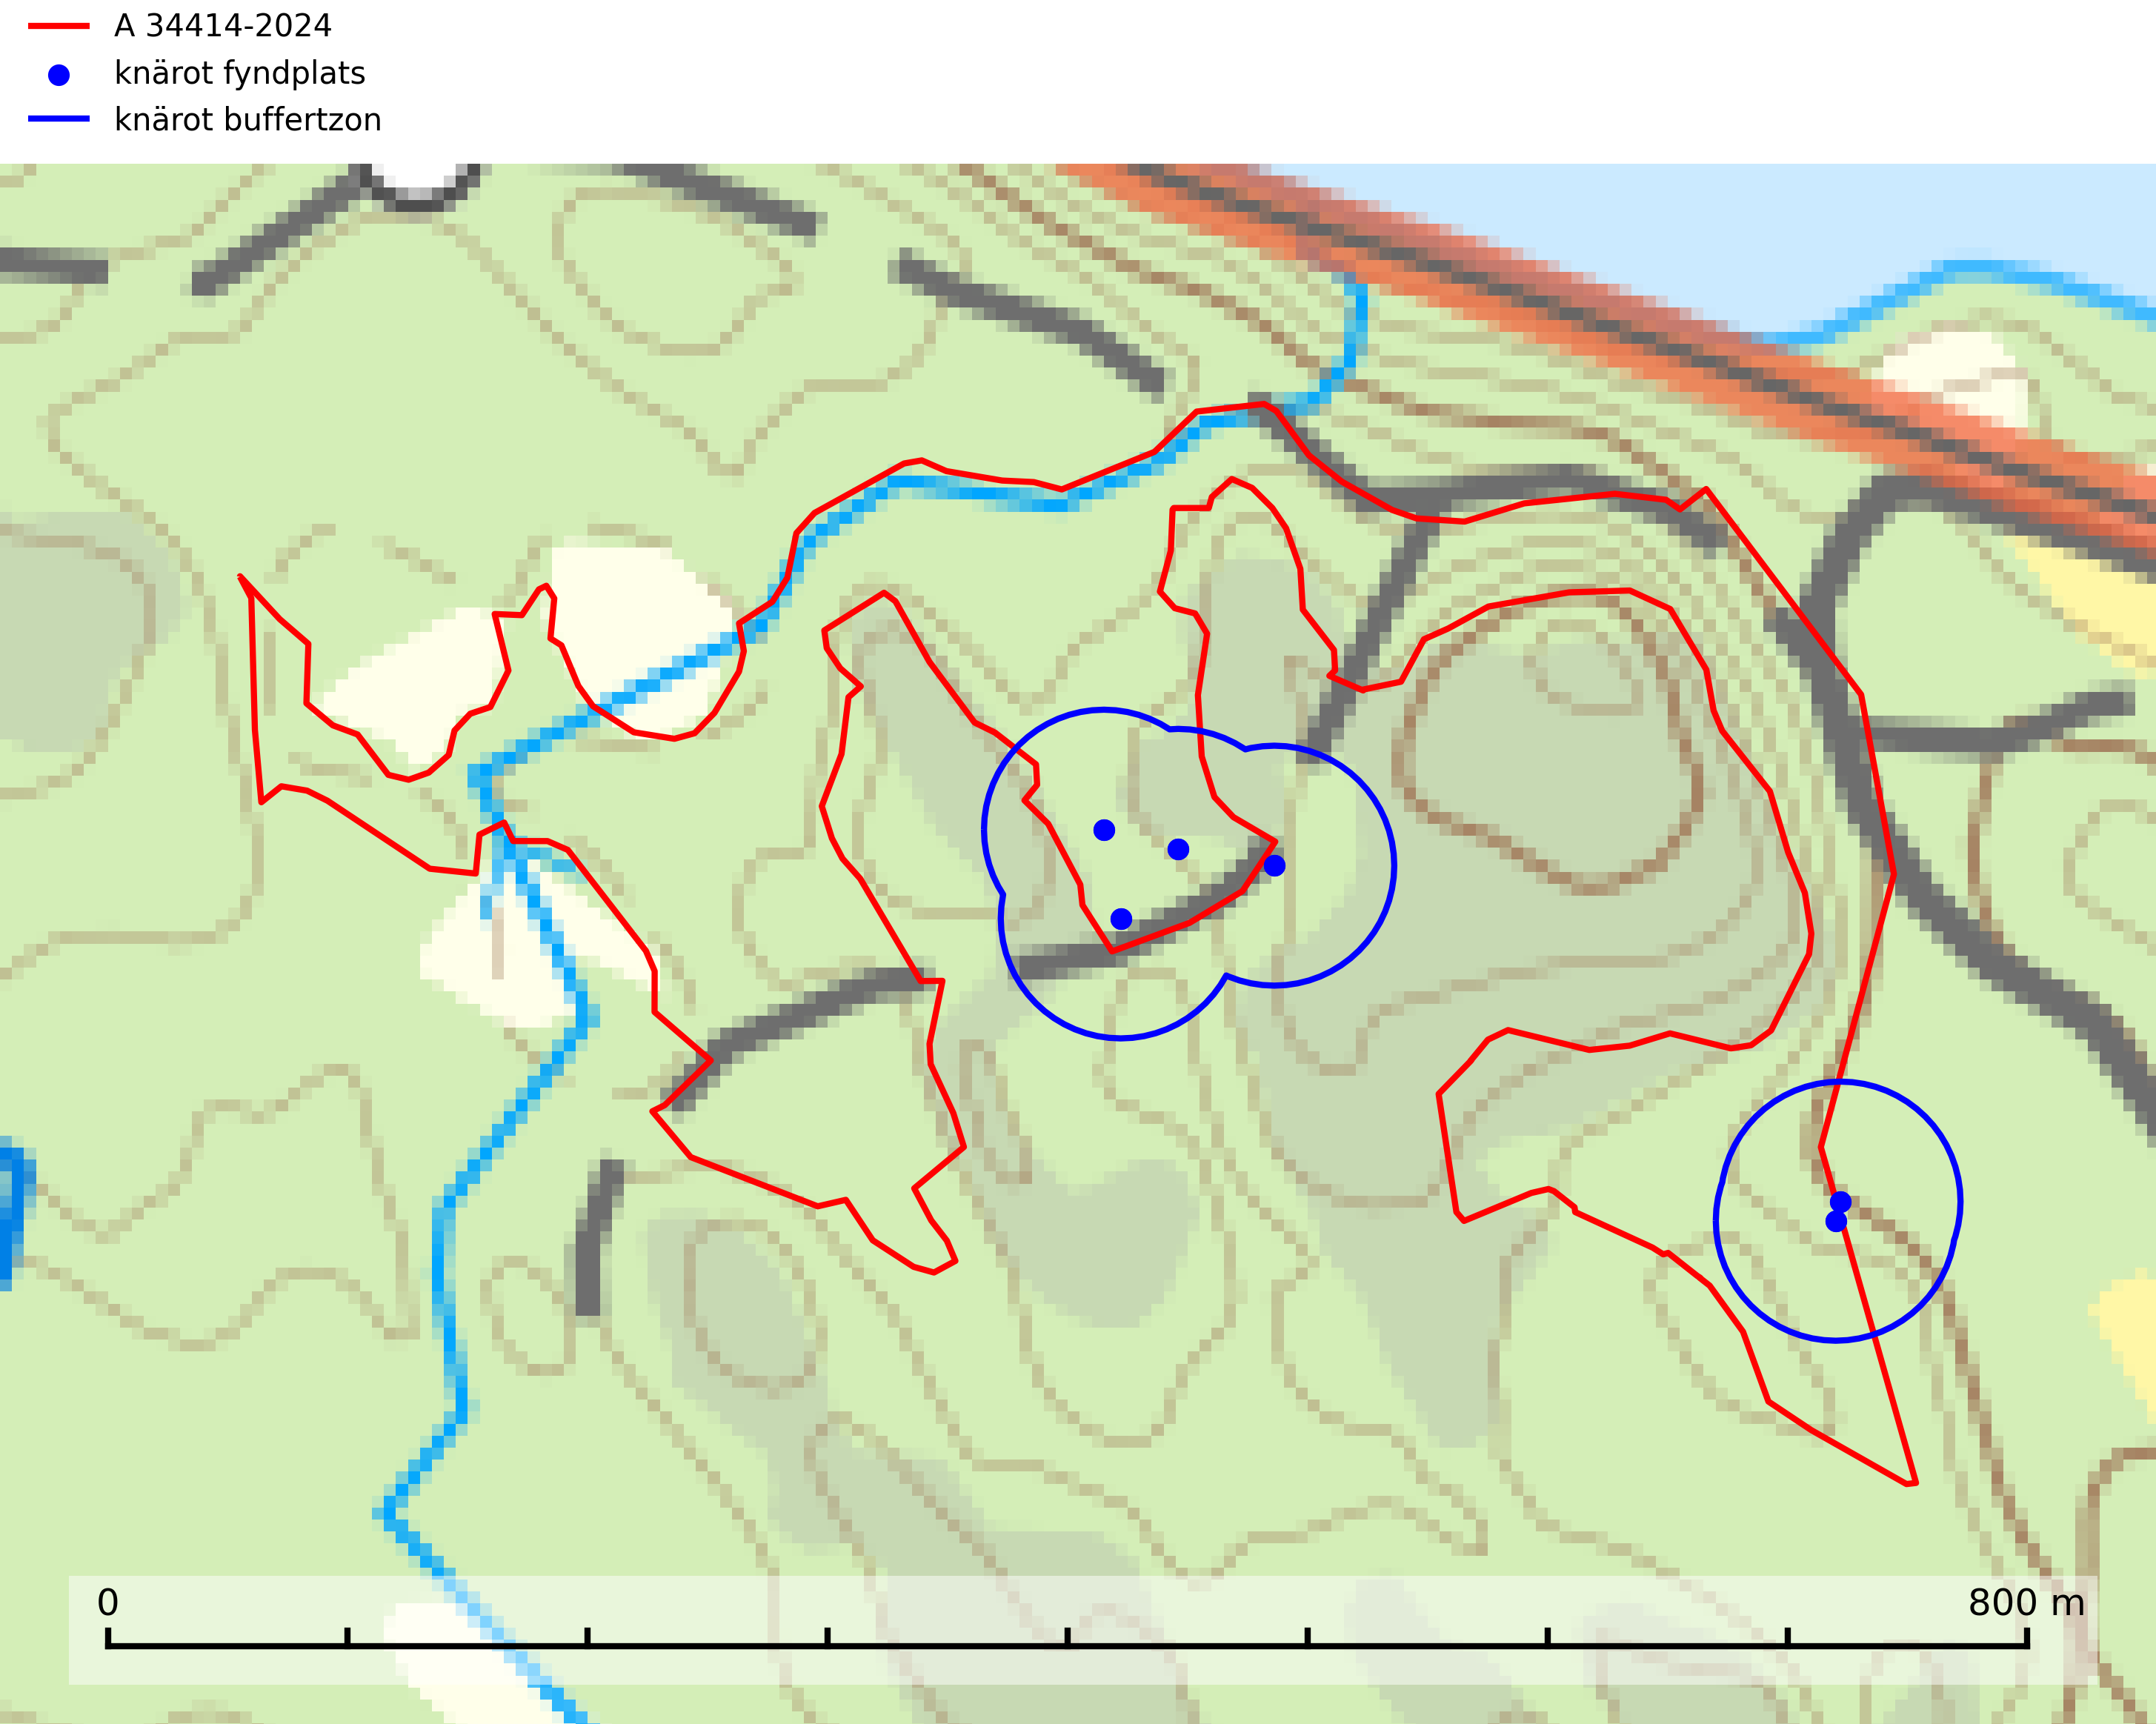 A 34414-2024
knärot fyndplats
knärot buffertzon
0
800 m